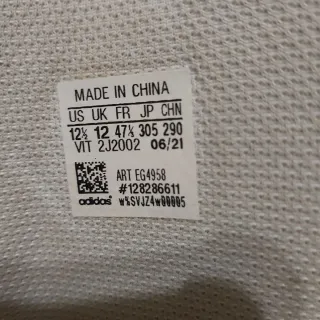 MADE IN CHINA
US UK FR JP CHN
12½ 12 47⅓ 305 290
VIT 2J2002 06/21
ART EG4958
#128286611
adidas w%SVJZ4w00005